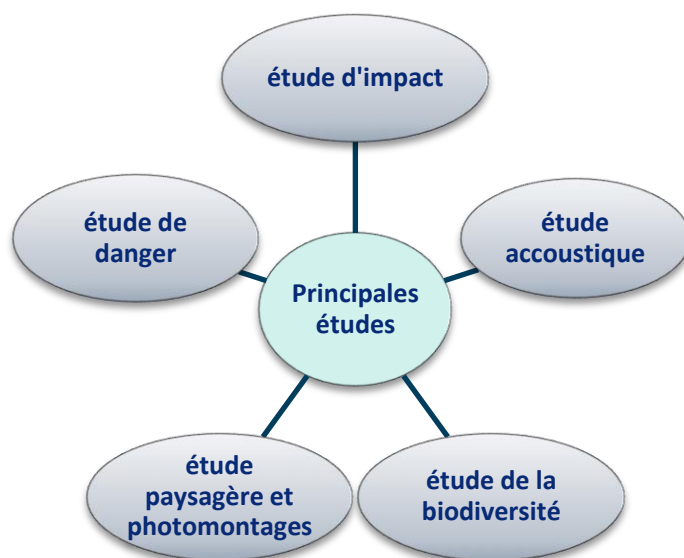 étude d'impact
étude de
danger
étude
accoustique
Principales
études
étude
paysagère et
photomontages
étude de la
biodiversité